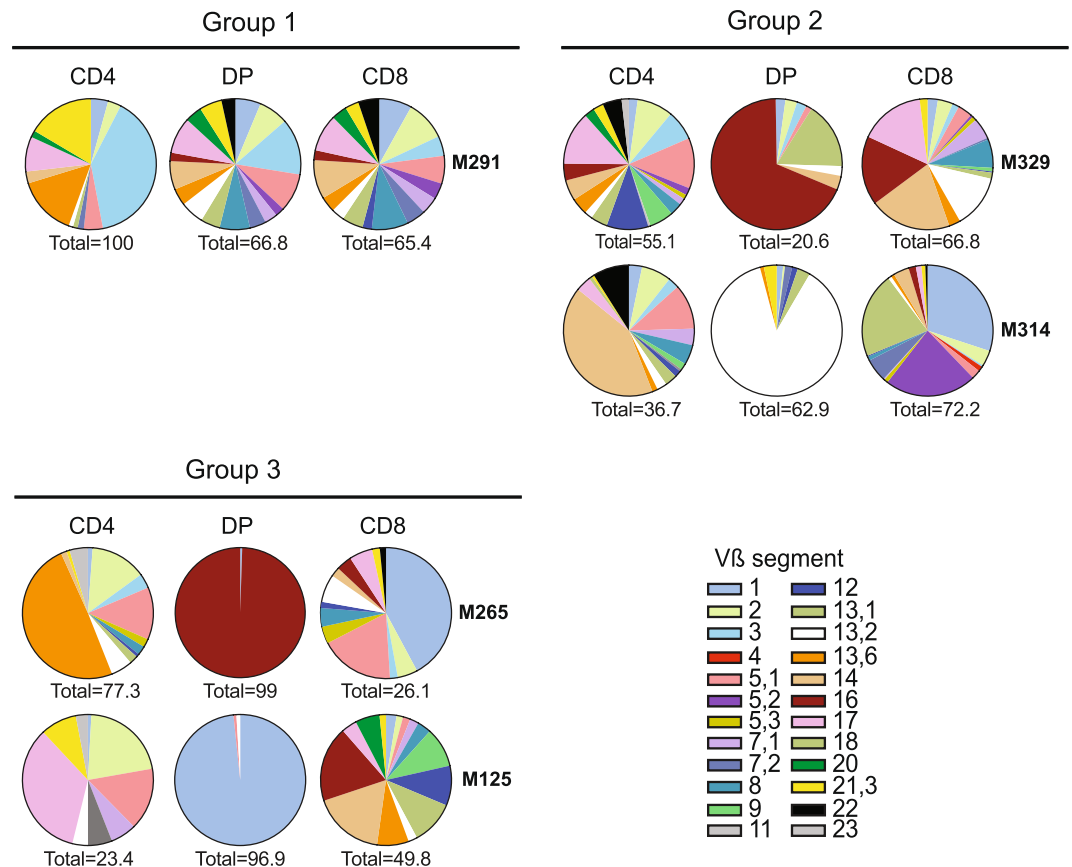 Group 1
CD4 DP CD8
M291
Total=100 Total=66.8 Total=65.4
Group 2
CD4 DP CD8
M329
Total=55.1 Total=20.6 Total=66.8
M314
Total=36.7 Total=62.9 Total=72.2
Group 3
CD4 DP CD8
M265
Total=77.3 Total=99 Total=26.1
M125
Total=23.4 Total=96.9 Total=49.8
Vß segment
1 12
2 13,1
3 13,2
4 13,6
5,1 14
5,2 16
5,3 17
7,1 18
7,2 20
8 21,3
9 22
11 23